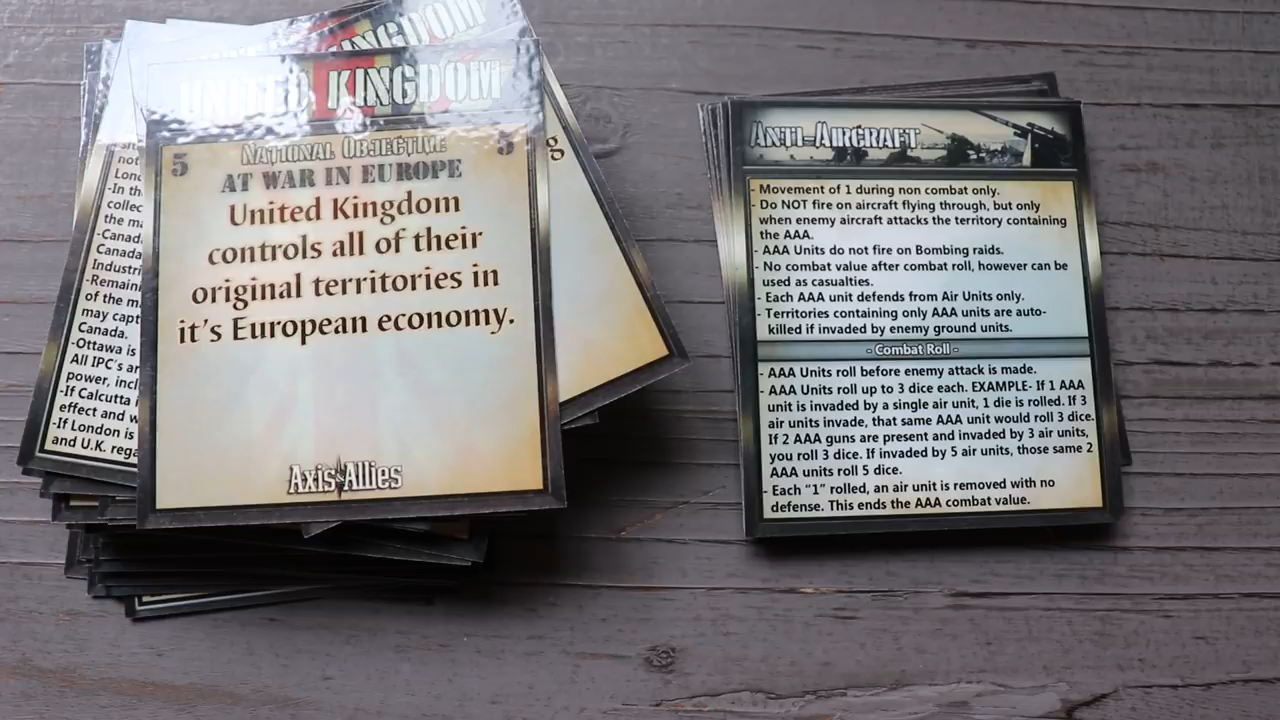 KINGDOM
UNITED KINGDOM
NATIONAL OBJECTIVE
5 5
AT WAR IN EUROPE
United Kingdom
controls all of their
original territories in
it's European economy.
Axis & Allies
not
Lond
-In th
collec
the ma
-Canad
Canada
Industri
-Remain
of the m
may capt
Canada.
-Ottawa is
All IPC's ar
power, incl
-If Calcutta i
effect and w
-If London is
and U.K. rega
g
ANTI-AIRCRAFT
- Movement of 1 during non combat only.
- Do NOT fire on aircraft flying through, but only
when enemy aircraft attacks the territory containing
the AAA.
- AAA Units do not fire on Bombing raids.
- No combat value after combat roll, however can be
used as casualties.
- Each AAA unit defends from Air Units only.
- Territories containing only AAA units are auto-
killed if invaded by enemy ground units.
- Combat Roll -
- AAA Units roll before enemy attack is made.
- AAA Units roll up to 3 dice each. EXAMPLE- If 1 AAA
unit is invaded by a single air unit, 1 die is rolled. If 3
air units invade, that same AAA unit would roll 3 dice.
If 2 AAA guns are present and invaded by 3 air units,
you roll 3 dice. If invaded by 5 air units, those same 2
AAA units roll 5 dice.
- Each "1" rolled, an air unit is removed with no
defense. This ends the AAA combat value.